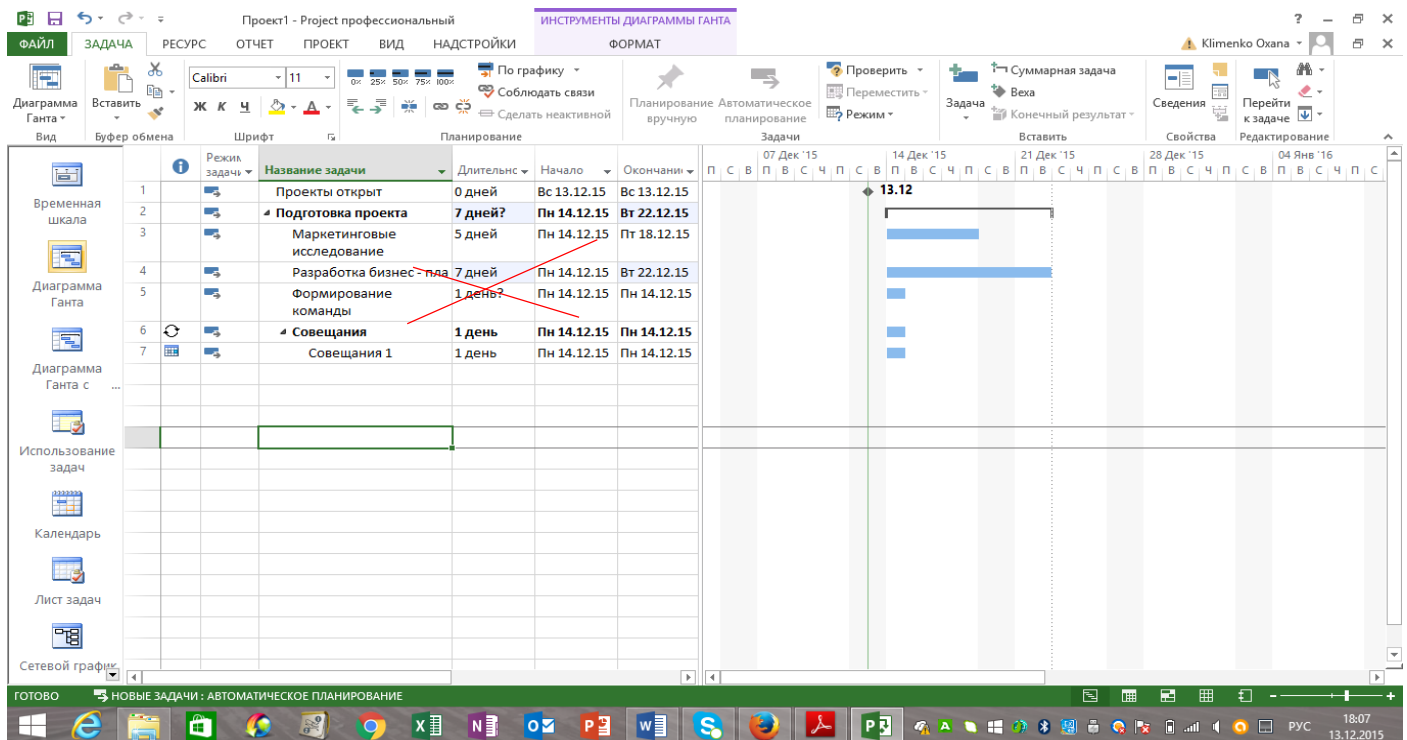 Проект1 - Project профессиональный
ИНСТРУМЕНТЫ ДИАГРАММЫ ГАНТА
?
ФАЙЛ ЗАДАЧА РЕСУРС ОТЧЕТ ПРОЕКТ ВИД НАДСТРОЙКИ ФОРМАТ
Klimenko Oxana
Диаграмма
Ганта
Вид
Вставить
Буфер обмена
Calibri 11
Ж К Ч А
Шрифт
0% 25% 50% 75% 100%
По графику
Соблюдать связи
Сделать неактивной
Планирование
Планирование
вручную
Автоматическое
планирование
Проверить
Переместить
Режим
Задачи
Задача
Суммарная задача
Веха
Конечный результат
Вставить
Сведения
Свойства
Перейти
к задаче
Редактирование
Временная
шкала
Диаграмма
Ганта
Диаграмма
Ганта с ...
Использование
задач
Календарь
Лист задач
Сетевой график
Режим
задачи Название задачи Длительнс Начало Окончани
1 Проекты открыт 0 дней Вс 13.12.15 Вс 13.12.15
2 Подготовка проекта 7 дней? Пн 14.12.15 Вт 22.12.15
3 Маркетинговые 5 дней Пн 14.12.15 Пт 18.12.15
исследование
4 Разработка бизнес - пла 7 дней Пн 14.12.15 Вт 22.12.15
5 Формирование 1 день? Пн 14.12.15 Пн 14.12.15
команды
6 Совещания 1 день Пн 14.12.15 Пн 14.12.15
7 Совещания 1 1 день Пн 14.12.15 Пн 14.12.15
07 Дек '15 14 Дек '15 21 Дек '15 28 Дек '15 04 Янв '16
П С В П В С Ч П С В П В С Ч П С В П В С Ч П С В П В С Ч П С В П В С Ч П С
13.12
ГОТОВО НОВЫЕ ЗАДАЧИ : АВТОМАТИЧЕСКОЕ ПЛАНИРОВАНИЕ
РУС
18:07
13.12.2015